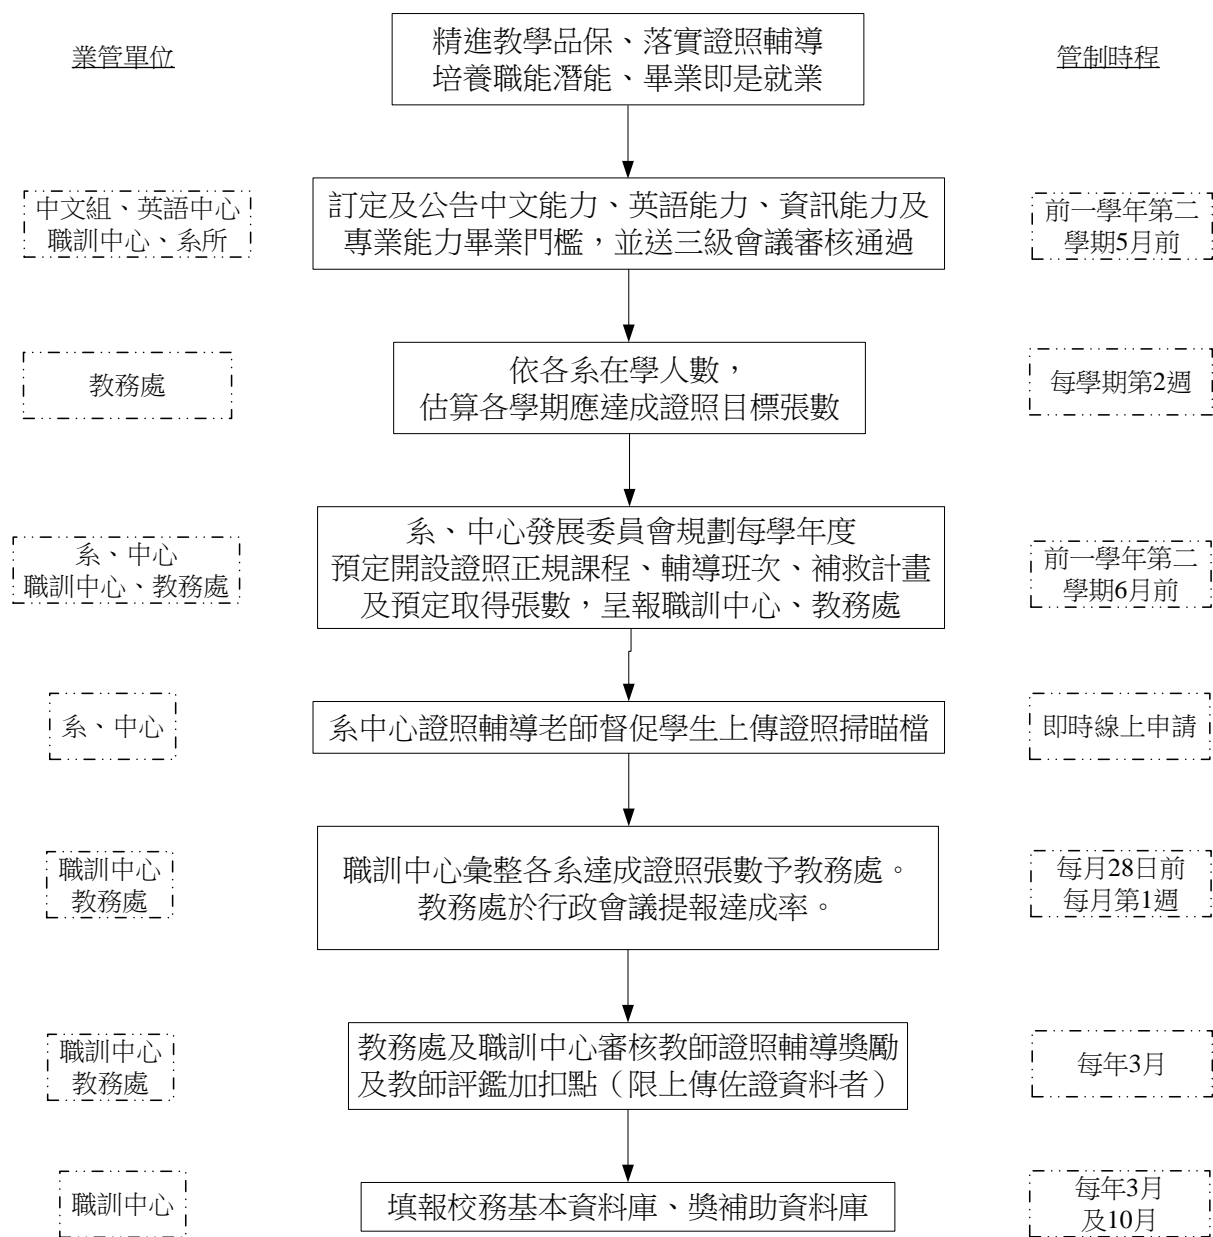 業管單位
精進教學品保、落實證照輔導
培養職能潛能、畢業即是就業
管制時程
中文組、英語中心
職訓中心、系所
訂定及公告中文能力、英語能力、資訊能力及
專業能力畢業門檻，並送三級會議審核通過
前一學年第二
學期5月前
教務處
依各系在學人數，
估算各學期應達成證照目標張數
每學期第2週
系、中心
職訓中心、教務處
系、中心發展委員會規劃每學年度
預定開設證照正規課程、輔導班次、補救計畫
及預定取得張數，呈報職訓中心、教務處
前一學年第二
學期6月前
系、中心
系中心證照輔導老師督促學生上傳證照掃瞄檔
即時線上申請
職訓中心
教務處
職訓中心彙整各系達成證照張數予教務處。
教務處於行政會議提報達成率。
每月28日前
每月第1週
職訓中心
教務處
教務處及職訓中心審核教師證照輔導獎勵
及教師評鑑加扣點（限上傳佐證資料者）
每年3月
職訓中心
填報校務基本資料庫、獎補助資料庫
每年3月
及10月